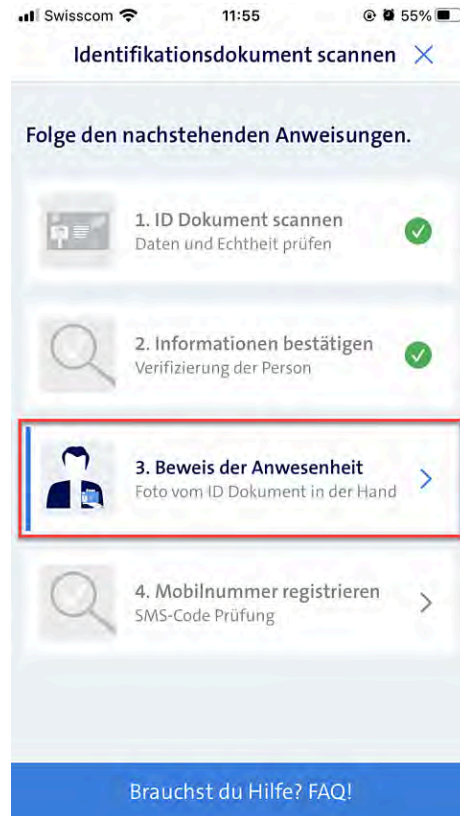 Swisscom 11:55 55%
Identifikationsdokument scannen
Folge den nachstehenden Anweisungen.
1. ID Dokument scannen
Daten und Echtheit prüfen
2. Informationen bestätigen
Verifizierung der Person
3. Beweis der Anwesenheit
Foto vom ID Dokument in der Hand
4. Mobilnummer registrieren
SMS-Code Prüfung
Brauchst du Hilfe? FAQ!